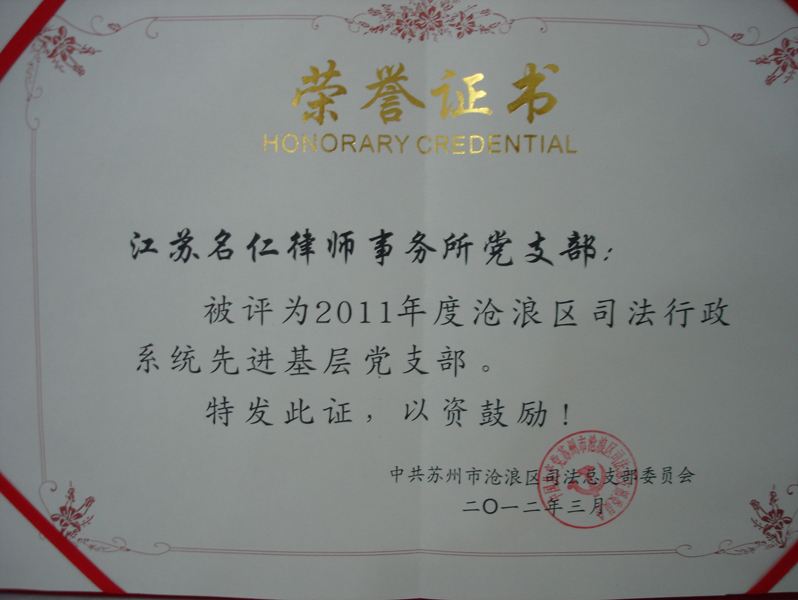 荣誉证书
HONORARY CREDENTIAL
江苏名仁律师事务所党支部：
被评为2011年度沧浪区司法行政
系统先进基层党支部。
特发此证，以资鼓励！
中共苏州市沧浪区司法总支部委员会
二〇一二年三月